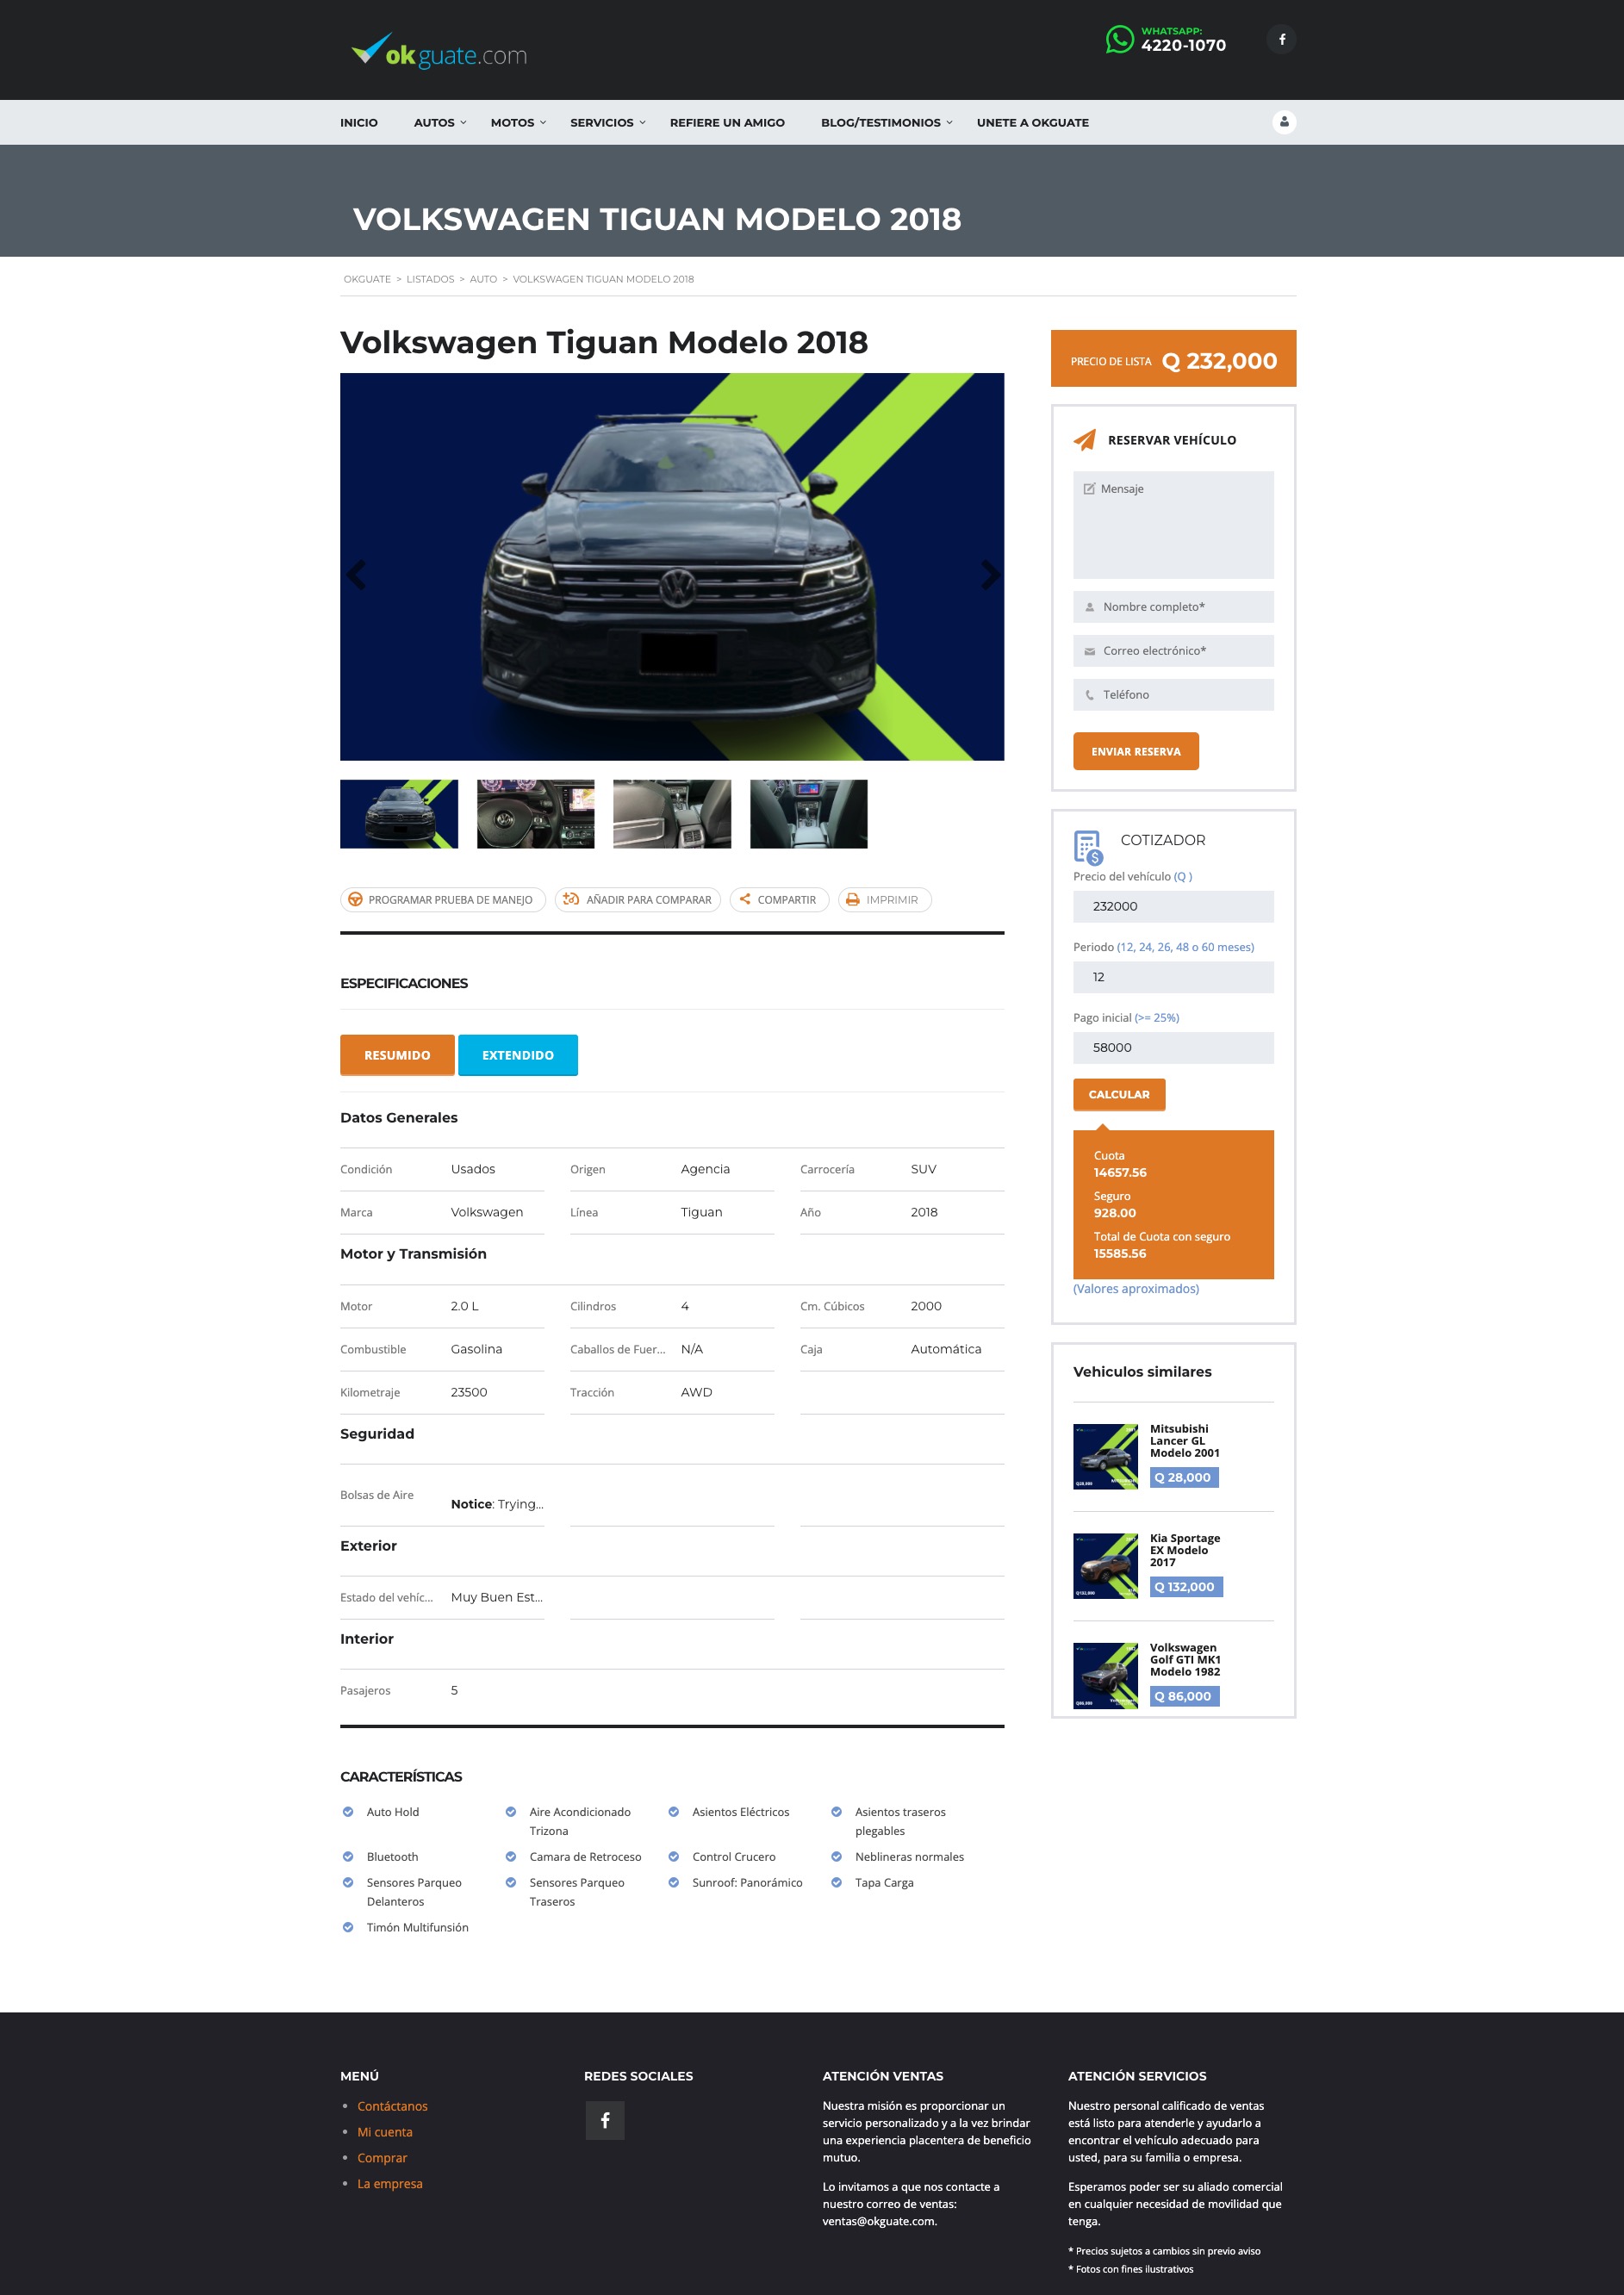 okguate.com
WHATSAPP:
4220-1070
INICIO
AUTOS
MOTOS
SERVICIOS
REFIERE UN AMIGO
BLOG/TESTIMONIOS
UNETE A OKGUATE
VOLKSWAGEN TIGUAN MODELO 2018
OKGUATE > LISTADOS > AUTO > VOLKSWAGEN TIGUAN MODELO 2018
Volkswagen Tiguan Modelo 2018
PROGRAMAR PRUEBA DE MANEJO
AÑADIR PARA COMPARAR
COMPARTIR
IMPRIMIR
ESPECIFICACIONES
RESUMIDO
EXTENDIDO
Datos Generales
Condición Usados Origen Agencia Carrocería SUV
Marca Volkswagen Línea Tiguan Año 2018
Motor y Transmisión
Motor 2.0 L Cilindros 4 Cm. Cúbicos 2000
Combustible Gasolina Caballos de Fuer... N/A Caja Automática
Kilometraje 23500 Tracción AWD
Seguridad
Bolsas de Aire Notice: Trying...
Exterior
Estado del vehíc... Muy Buen Est...
Interior
Pasajeros 5
CARACTERÍSTICAS
Auto Hold
Aire Acondicionado
Trizona
Asientos Eléctricos
Asientos traseros
plegables
Bluetooth
Camara de Retroceso
Control Crucero
Neblineras normales
Sensores Parqueo
Delanteros
Sensores Parqueo
Traseros
Sunroof: Panorámico
Tapa Carga
Timón Multifunsión
PRECIO DE LISTA Q 232,000
RESERVAR VEHÍCULO
Mensaje
Nombre completo*
Correo electrónico*
Teléfono
ENVIAR RESERVA
COTIZADOR
Precio del vehículo (Q )
232000
Periodo (12, 24, 26, 48 o 60 meses)
12
Pago inicial (>= 25%)
58000
CALCULAR
Cuota
14657.56
Seguro
928.00
Total de Cuota con seguro
15585.56
(Valores aproximados)
Vehiculos similares
Mitsubishi
Lancer GL
Modelo 2001
Q 28,000
Kia Sportage
EX Modelo
2017
Q 132,000
Volkswagen
Golf GTI MK1
Modelo 1982
Q 86,000
MENÚ
Contáctanos
Mi cuenta
Comprar
La empresa
REDES SOCIALES
ATENCIÓN VENTAS
Nuestra misión es proporcionar un
servicio personalizado y a la vez brindar
una experiencia placentera de beneficio
mutuo.
Lo invitamos a que nos contacte a
nuestro correo de ventas:
ventas@okguate.com.
ATENCIÓN SERVICIOS
Nuestro personal calificado de ventas
está listo para atenderle y ayudarlo a
encontrar el vehículo adecuado para
usted, para su familia o empresa.
Esperamos poder ser su aliado comercial
en cualquier necesidad de movilidad que
tenga.
* Precios sujetos a cambios sin previo aviso
* Fotos con fines ilustrativos